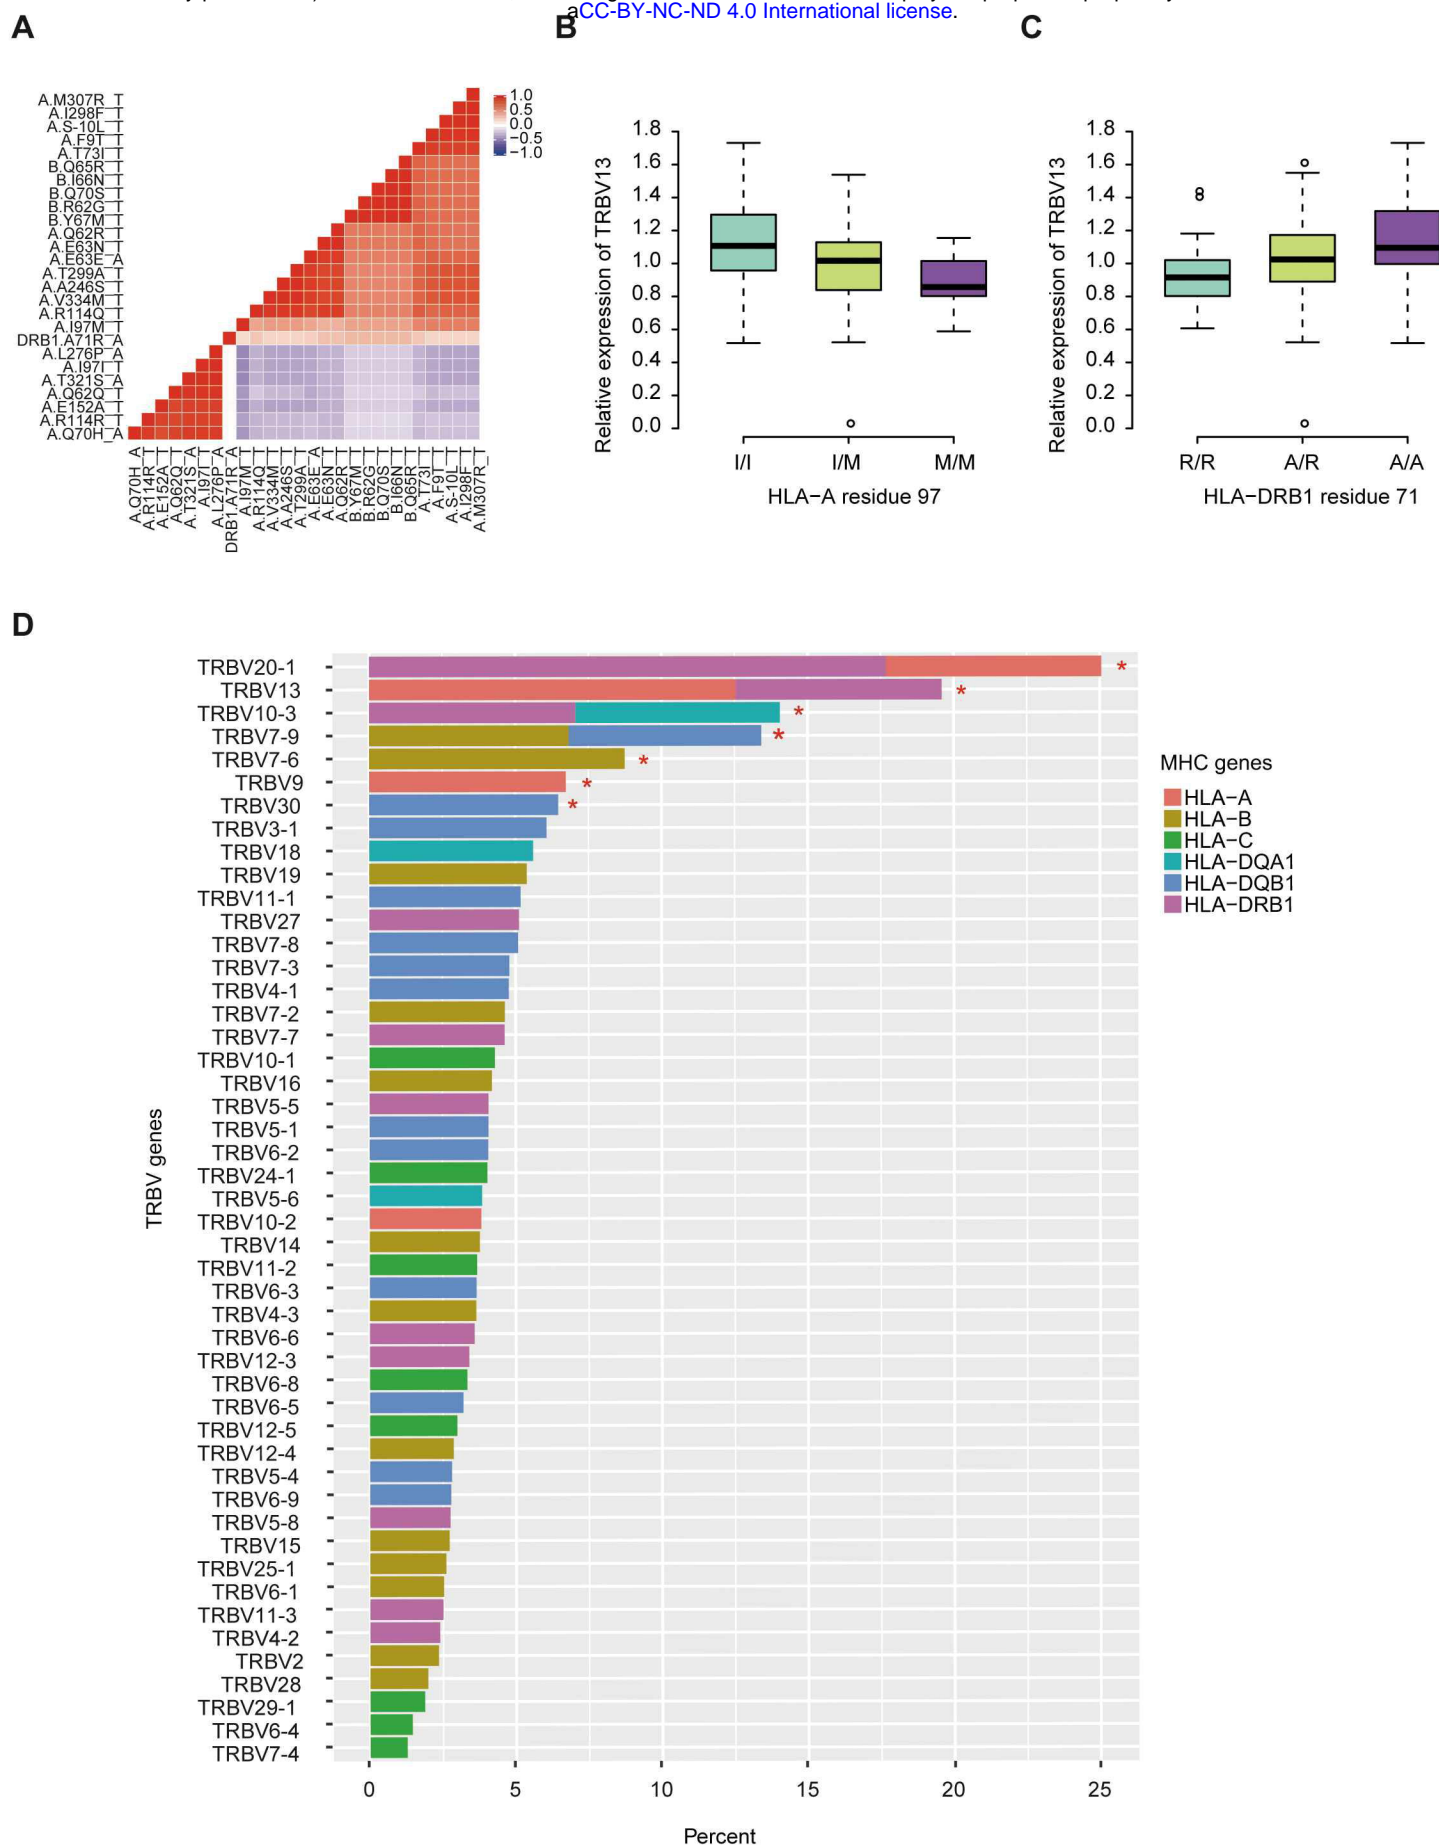 aCC-BY-NC-ND 4.0 International license.
A
A.M307R_T
A.I298F_T
A.S-10L_T
A.F9T_T
A.T73I_T
B.Q65R_T
B.I66N_T
B.Q70S_T
B.R62G_T
B.Y67M_T
A.Q62R_T
A.E63N_T
A.E63E_A
A.T299A_T
A.A246S_T
A.V334M_T
A.R114Q_T
A.I97M_T
DRB1.A71R_A
A.L276P_A
A.I97I_T
A.T321S_A
A.Q62Q_T
A.E152A_T
A.R114R_T
A.Q70H_A
A.Q70H_A
A.R114R_T
A.E152A_T
A.Q62Q_T
A.T321S_A
A.I97I_T
A.L276P_A
DRB1.A71R_A
A.I97M_T
A.R114Q_T
A.V334M_T
A.A246S_T
A.T299A_T
A.E63E_A
A.E63N_T
A.Q62R_T
B.Y67M_T
B.R62G_T
B.Q70S_T
B.I66N_T
B.Q65R_T
A.T73I_T
A.F9T_T
A.S-10L_T
A.I298F_T
A.M307R_T
1.0
0.5
0.0
−0.5
−1.0
B
Relative expression of TRBV13
1.8
1.6
1.4
1.2
1.0
0.8
0.6
0.4
0.2
0.0
I/I I/M M/M
HLA−A residue 97
C
Relative expression of TRBV13
1.8
1.6
1.4
1.2
1.0
0.8
0.6
0.4
0.2
0.0
R/R A/R A/A
HLA−DRB1 residue 71
D
TRBV genes
TRBV20-1 *
TRBV13 *
TRBV10-3 *
TRBV7-9 *
TRBV7-6 *
TRBV9 *
TRBV30 *
TRBV3-1
TRBV18
TRBV19
TRBV11-1
TRBV27
TRBV7-8
TRBV7-3
TRBV4-1
TRBV7-2
TRBV7-7
TRBV10-1
TRBV16
TRBV5-5
TRBV5-1
TRBV6-2
TRBV24-1
TRBV5-6
TRBV10-2
TRBV14
TRBV11-2
TRBV6-3
TRBV4-3
TRBV6-6
TRBV12-3
TRBV6-8
TRBV6-5
TRBV12-5
TRBV12-4
TRBV5-4
TRBV6-9
TRBV5-8
TRBV15
TRBV25-1
TRBV6-1
TRBV11-3
TRBV4-2
TRBV2
TRBV28
TRBV29-1
TRBV6-4
TRBV7-4
0 5 10 15 20 25
Percent
MHC genes
HLA−A
HLA−B
HLA−C
HLA−DQA1
HLA−DQB1
HLA−DRB1